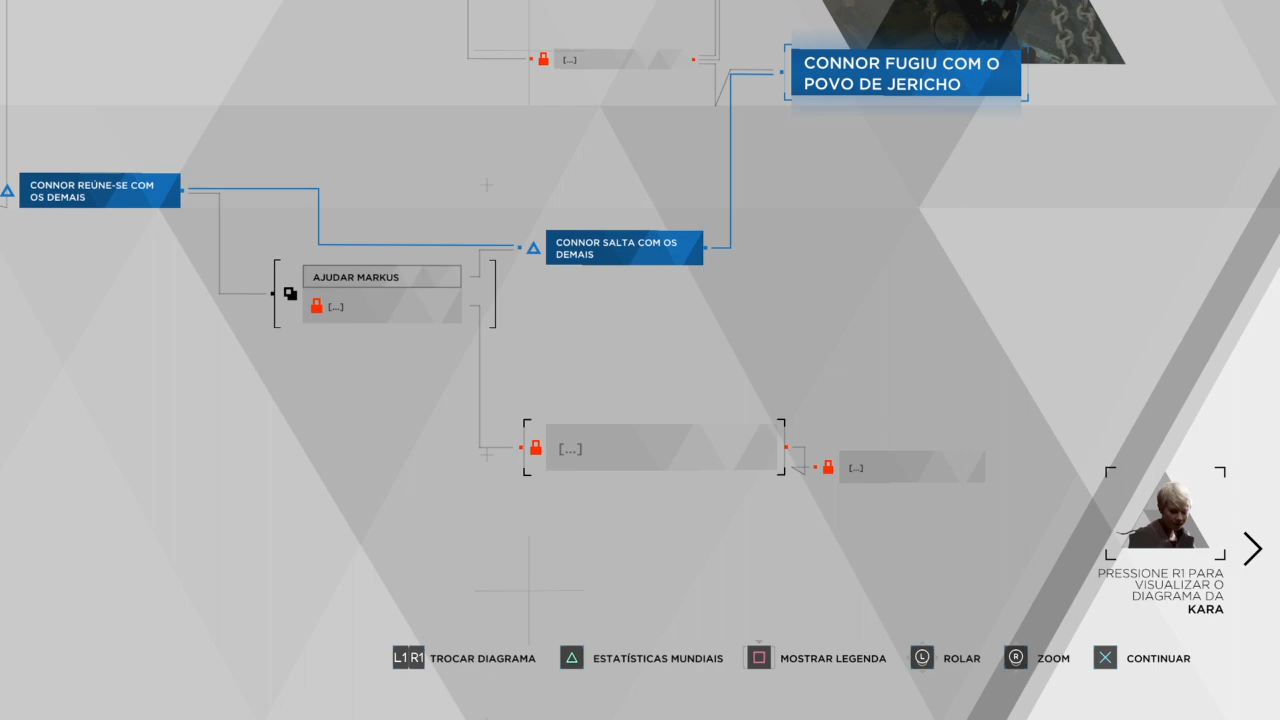 [...]
CONNOR FUGIU COM O
POVO DE JERICHO
CONNOR REÚNE-SE COM
OS DEMAIS
CONNOR SALTA COM OS
DEMAIS
AJUDAR MARKUS
[...]
[...]
[...]
PRESSIONE R1 PARA
VISUALIZAR O
DIAGRAMA DA
KARA
L1 R1 TROCAR DIAGRAMA
ESTATÍSTICAS MUNDIAIS
MOSTRAR LEGENDA
L ROLAR
R ZOOM
CONTINUAR